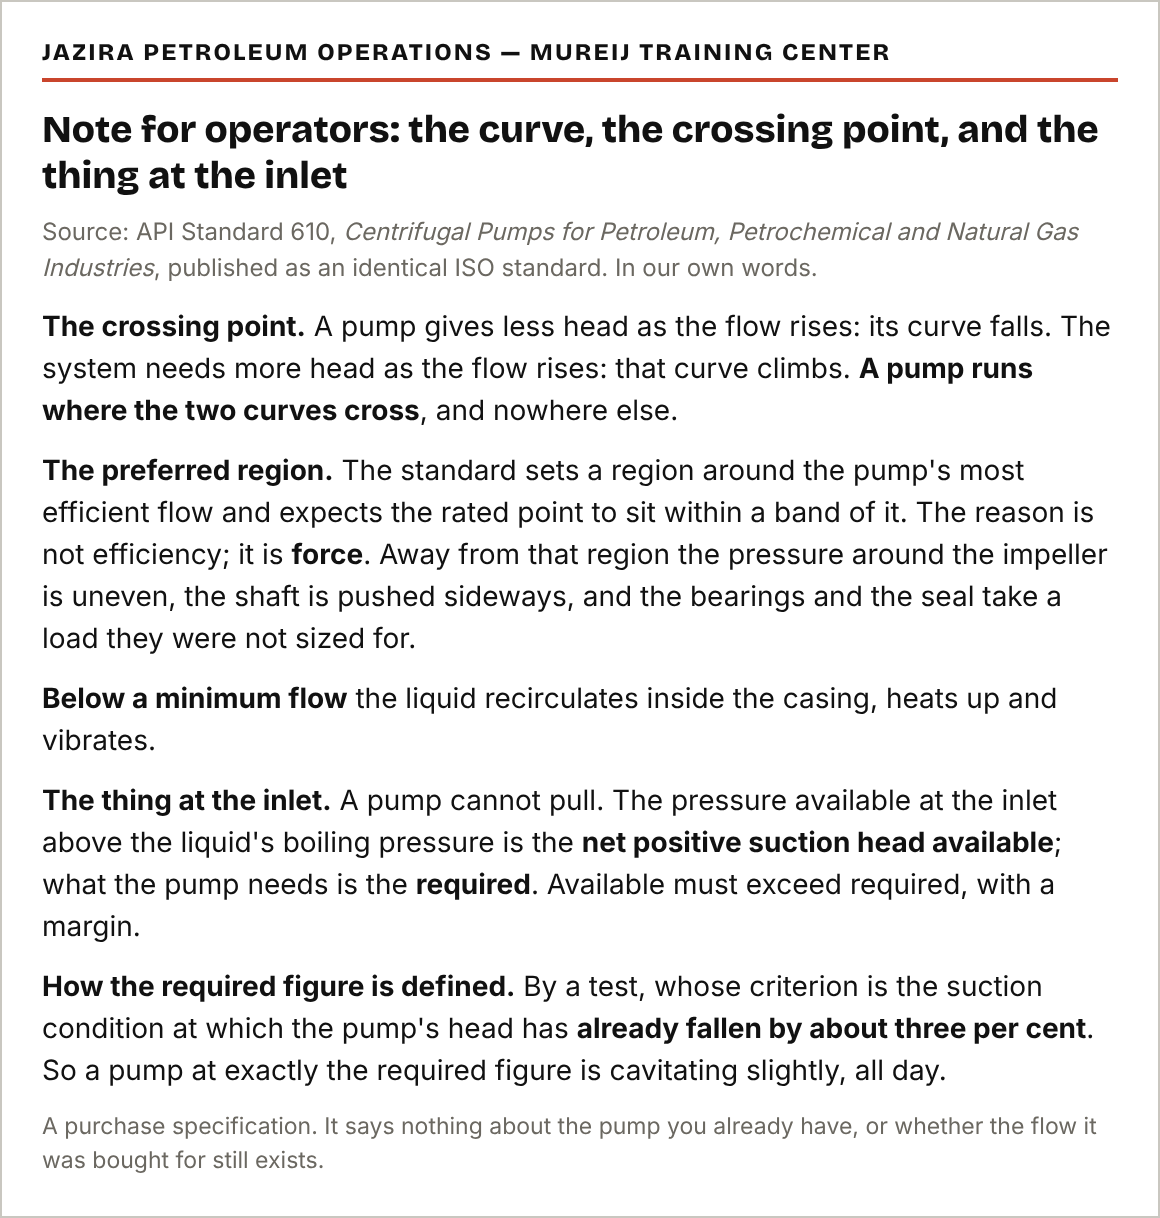 JAZIRA PETROLEUM OPERATIONS — MUREIJ TRAINING CENTER
Note for operators: the curve, the crossing point, and the
thing at the inlet
Source: API Standard 610, Centrifugal Pumps for Petroleum, Petrochemical and Natural Gas
Industries, published as an identical ISO standard. In our own words.
The crossing point. A pump gives less head as the flow rises: its curve falls. The
system needs more head as the flow rises: that curve climbs. A pump runs
where the two curves cross, and nowhere else.
The preferred region. The standard sets a region around the pump's most
efficient flow and expects the rated point to sit within a band of it. The reason is
not efficiency; it is force. Away from that region the pressure around the impeller
is uneven, the shaft is pushed sideways, and the bearings and the seal take a
load they were not sized for.
Below a minimum flow the liquid recirculates inside the casing, heats up and
vibrates.
The thing at the inlet. A pump cannot pull. The pressure available at the inlet
above the liquid's boiling pressure is the net positive suction head available;
what the pump needs is the required. Available must exceed required, with a
margin.
How the required figure is defined. By a test, whose criterion is the suction
condition at which the pump's head has already fallen by about three per cent.
So a pump at exactly the required figure is cavitating slightly, all day.
A purchase specification. It says nothing about the pump you already have, or whether the flow it
was bought for still exists.